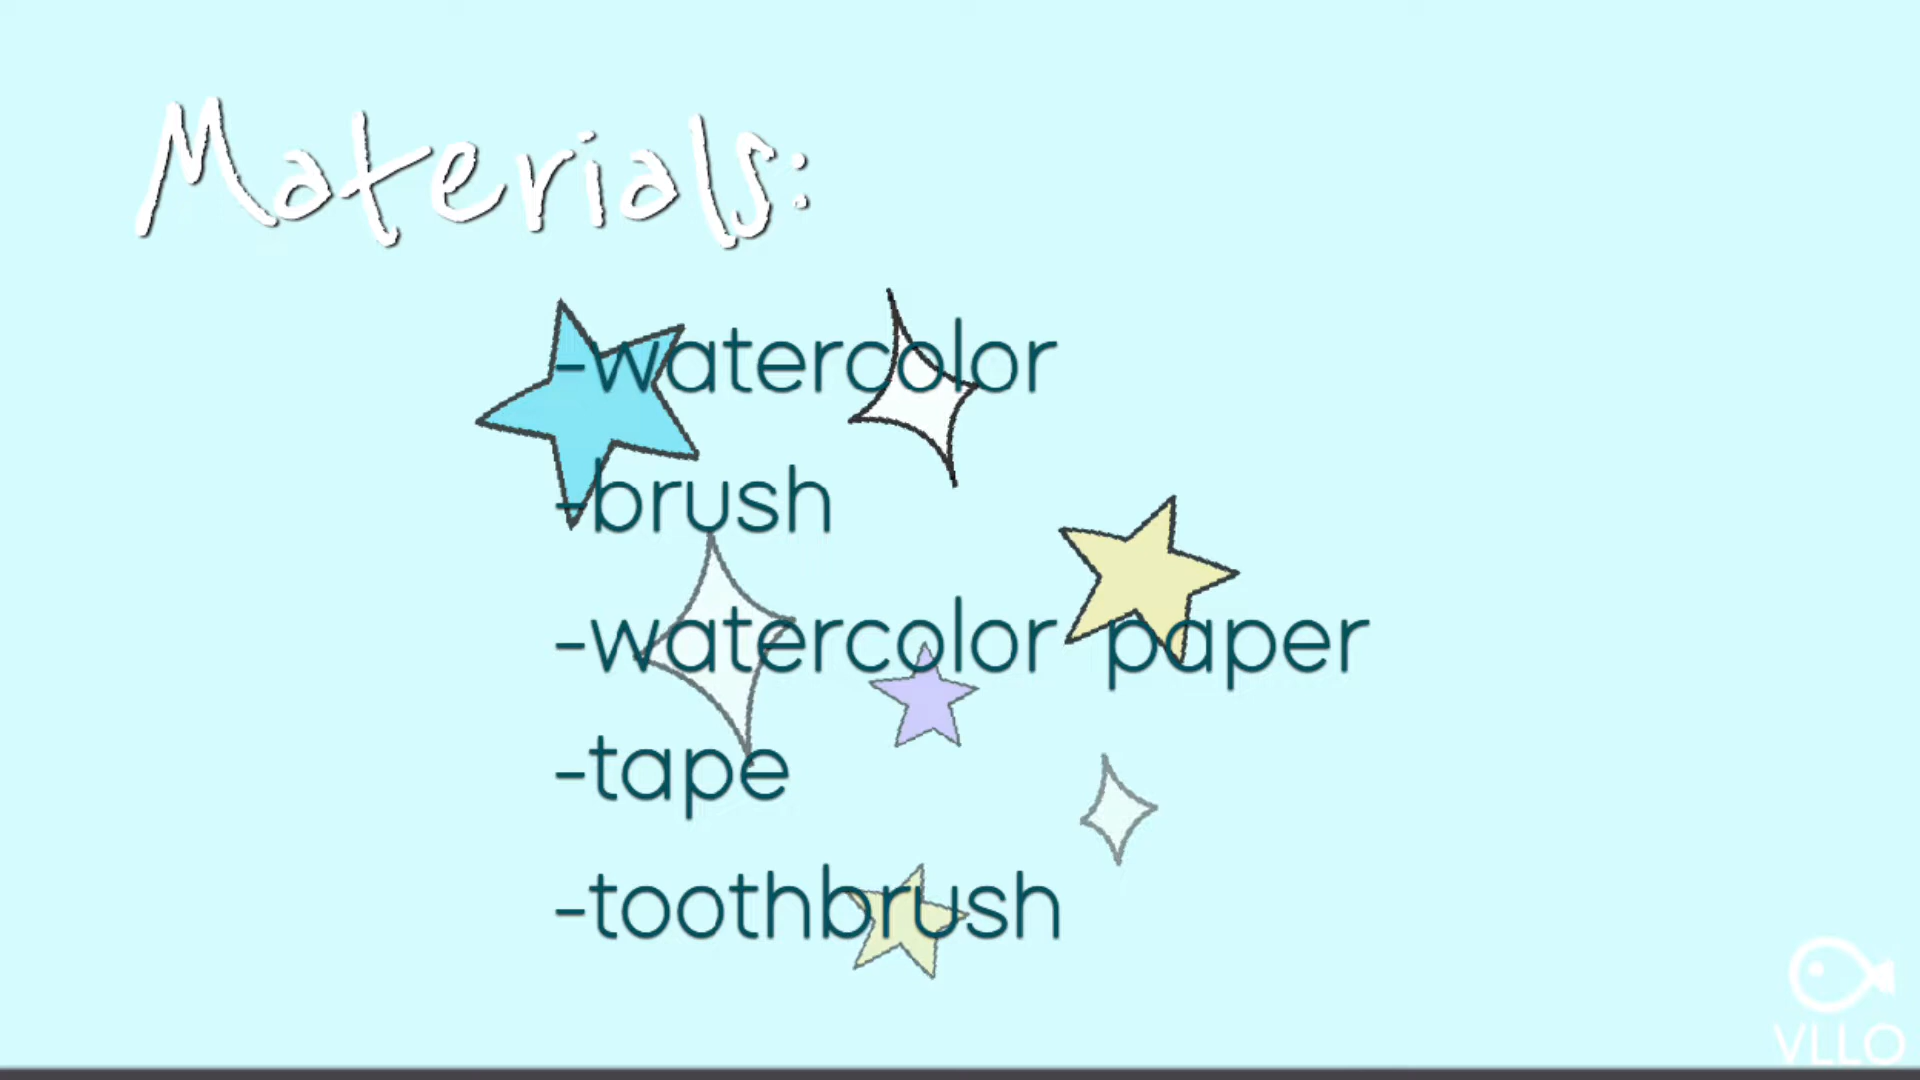 Materials:
-watercolor
-brush
-watercolor paper
-tape
-toothbrush
VLLO